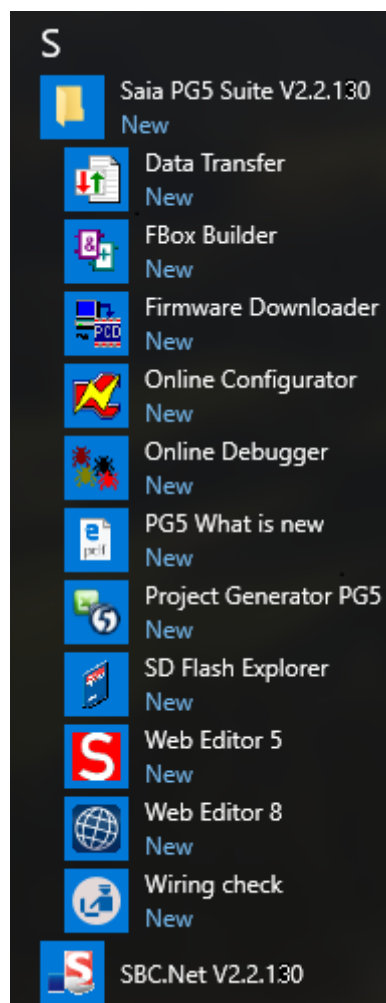 S
Saia PG5 Suite V2.2.130
New
Data Transfer
New
FBox Builder
New
Firmware Downloader
New
PCD
Online Configurator
New
Online Debugger
New
pdf
PG5 What is new
New
Project Generator PG5
New
SD Flash Explorer
New
S
Web Editor 5
New
Web Editor 8
New
Wiring check
New
S
SBC.Net V2.2.130